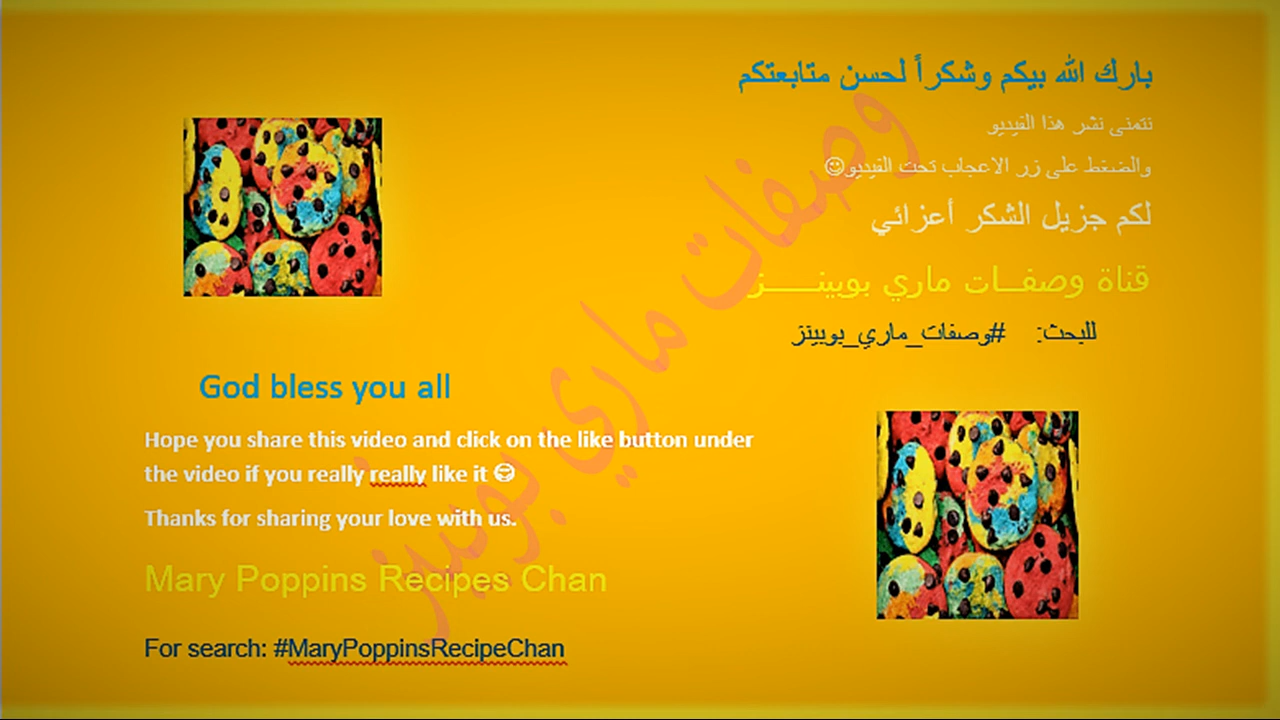 بارك الله بيكم وشكراً لحسن متابعتكم
نتمنى نشر هذا الفيديو
والضغط على زر الاعجاب تحت الفيديو☺
لكم جزيل الشكر أعزائي
قناة وصفــات ماري بوبينــــــز
للبحث: #وصفات_ماري_بوبينز
وصفات ماري بوبينز
God bless you all
Hope you share this video and click on the like button under
the video if you really really like it 😎
Thanks for sharing your love with us.
Mary Poppins Recipes Chan
For search: #MaryPoppinsRecipeChan